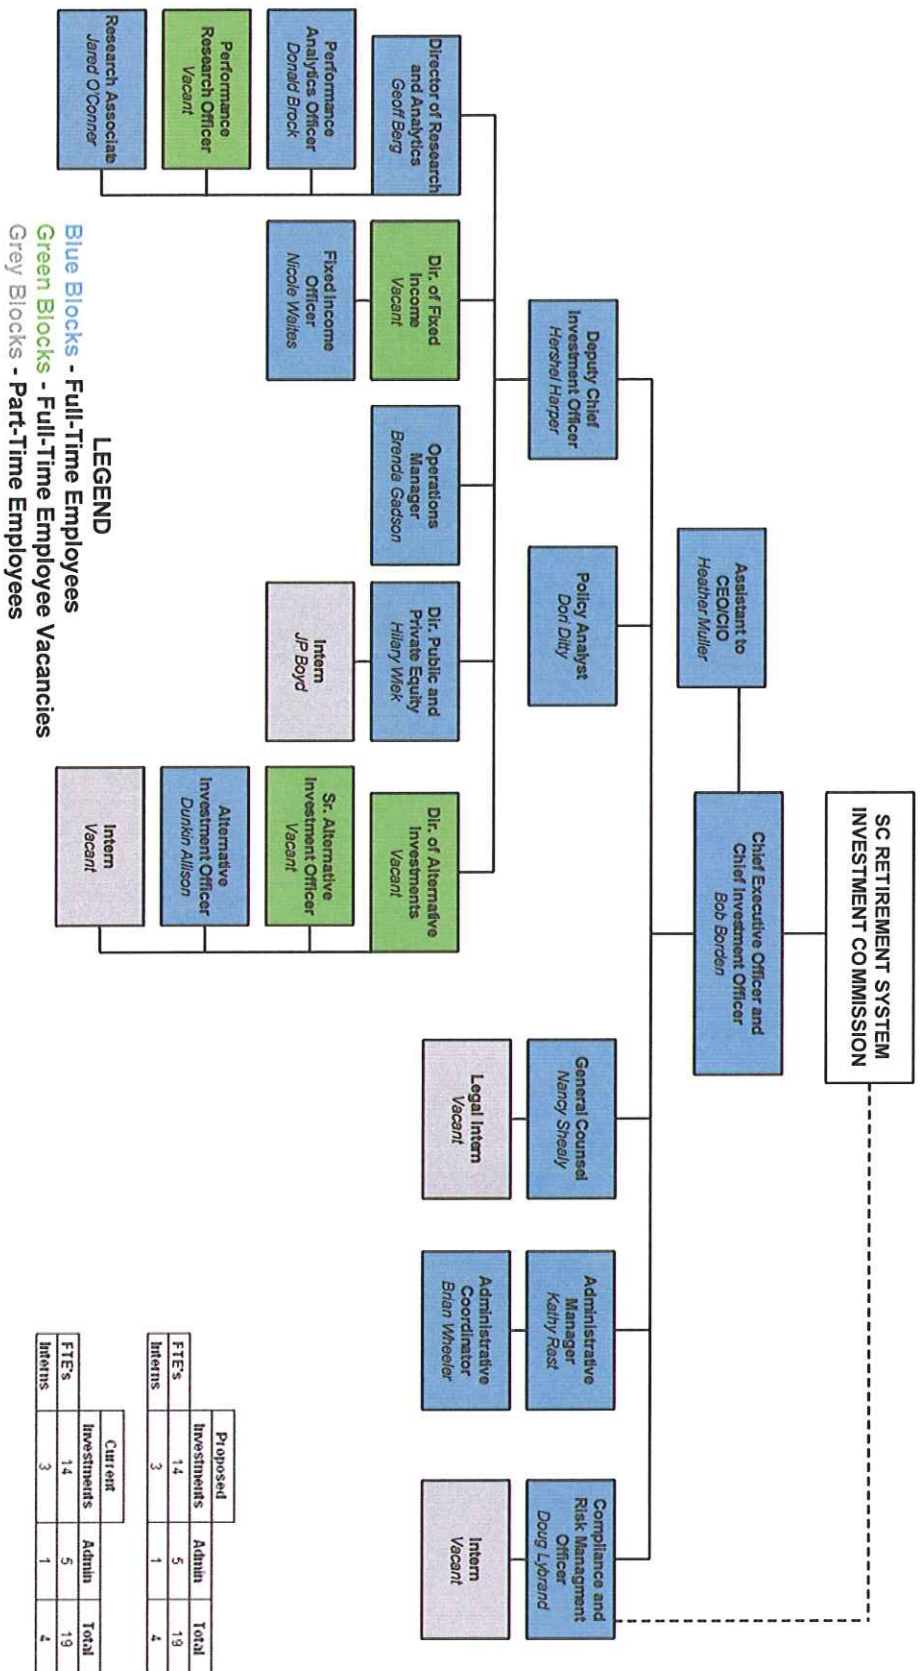 SC RETIREMENT SYSTEM
INVESTMENT COMMISSION
Chief Executive Officer and
Chief Investment Officer
Bob Borden
Assistant to
CEO/CIO
Heather Muller
Deputy Chief
Investment Officer
Hershel Harper
Policy Analyst
Dori Ditty
General Counsel
Nancy Shealy
Administrative
Manager
Kathy Rast
Compliance and
Risk Managment
Officer
Doug Lybrand
Legal Intern
Vacant
Administrative
Coordinator
Brian Wheeler
Intern
Vacant
Director of Research
and Analytics
Geoff Berg
Dir. of Fixed
Income
Vacant
Operations
Manager
Brenda Gadson
Dir. Public and
Private Equity
Hilary Wiek
Dir. of Alternative
Investments
Vacant
Performance
Analytics Officer
Donald Brock
Fixed Income
Officer
Nicole Waites
Intern
JP Boyd
Sr. Alternative
Investment Officer
Vacant
Performance
Research Officer
Vacant
Alternative
Investment Officer
Dunkin Allison
Research Associate
Jared O'Conner
Intern
Vacant
LEGEND
Blue Blocks - Full-Time Employees
Green Blocks - Full-Time Employee Vacancies
Grey Blocks - Part-Time Employees
Proposed
Investments Admin Total
FTE's 14 5 19
Interns 3 1 4
Current
Investments Admin Total
FTE's 14 5 19
Interns 3 1 4